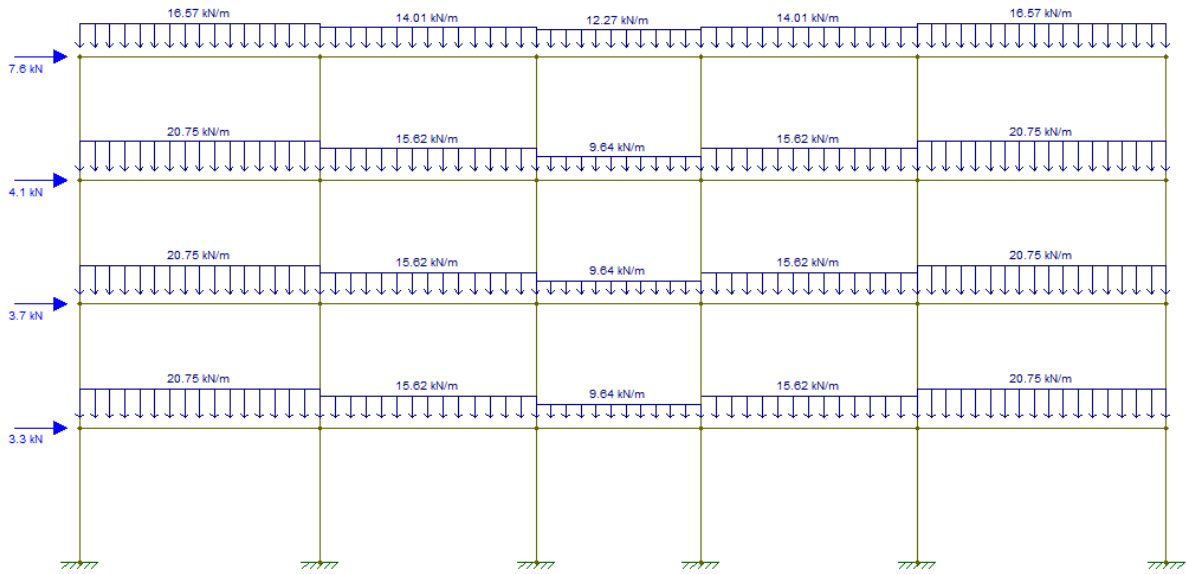 16.57 kN/m 14.01 kN/m 12.27 kN/m 14.01 kN/m 16.57 kN/m
7.6 kN
20.75 kN/m 15.62 kN/m 9.64 kN/m 15.62 kN/m 20.75 kN/m
4.1 kN
20.75 kN/m 15.62 kN/m 9.64 kN/m 15.62 kN/m 20.75 kN/m
3.7 kN
20.75 kN/m 15.62 kN/m 9.64 kN/m 15.62 kN/m 20.75 kN/m
3.3 kN